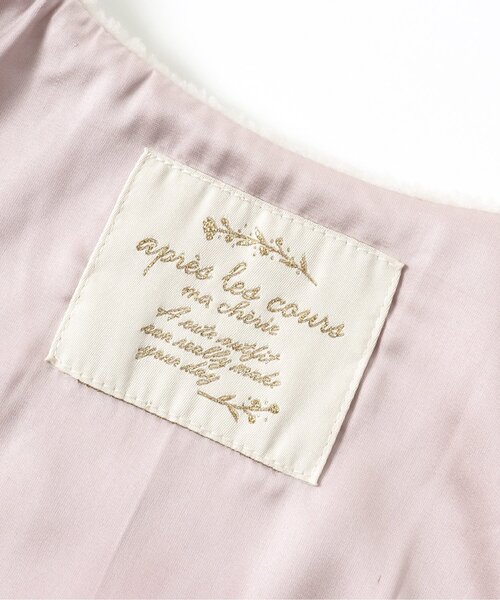 après les cours
ma chérie
A cute outfit
can really make
your day